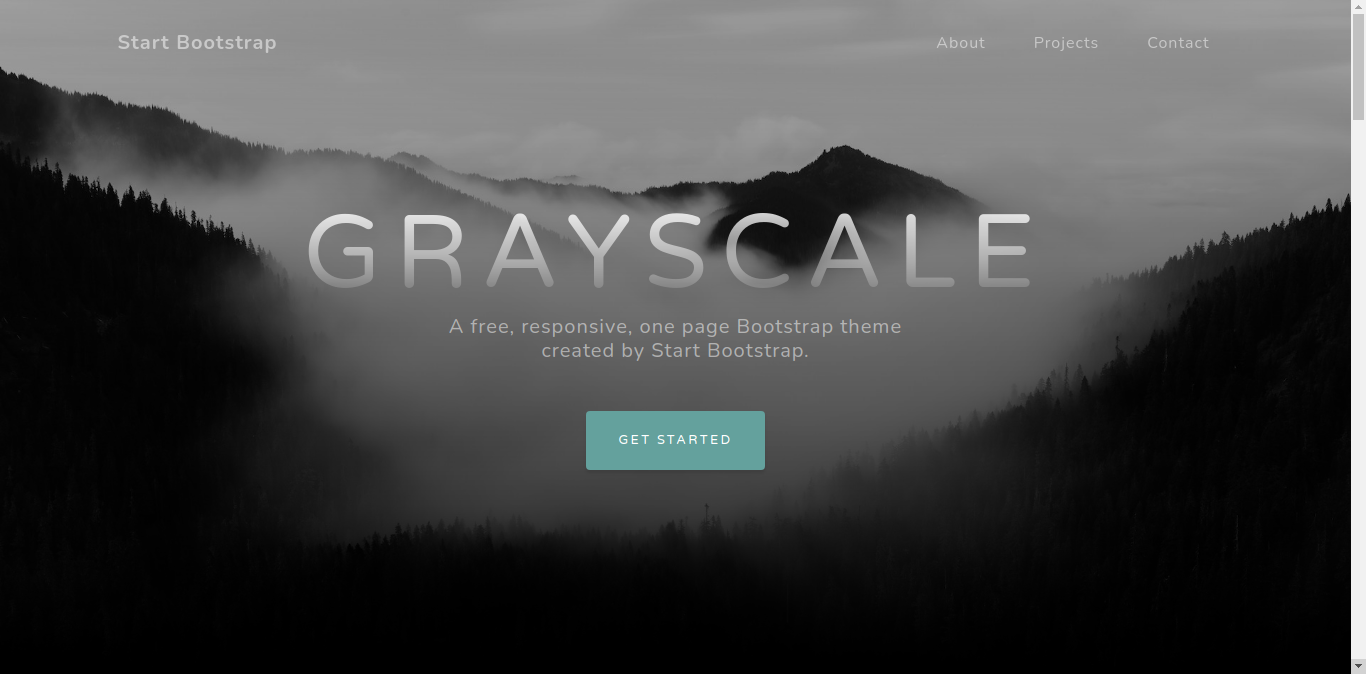 Start Bootstrap
About
Projects
Contact
GRAYSCALE
A free, responsive, one page Bootstrap theme
created by Start Bootstrap.
GET STARTED